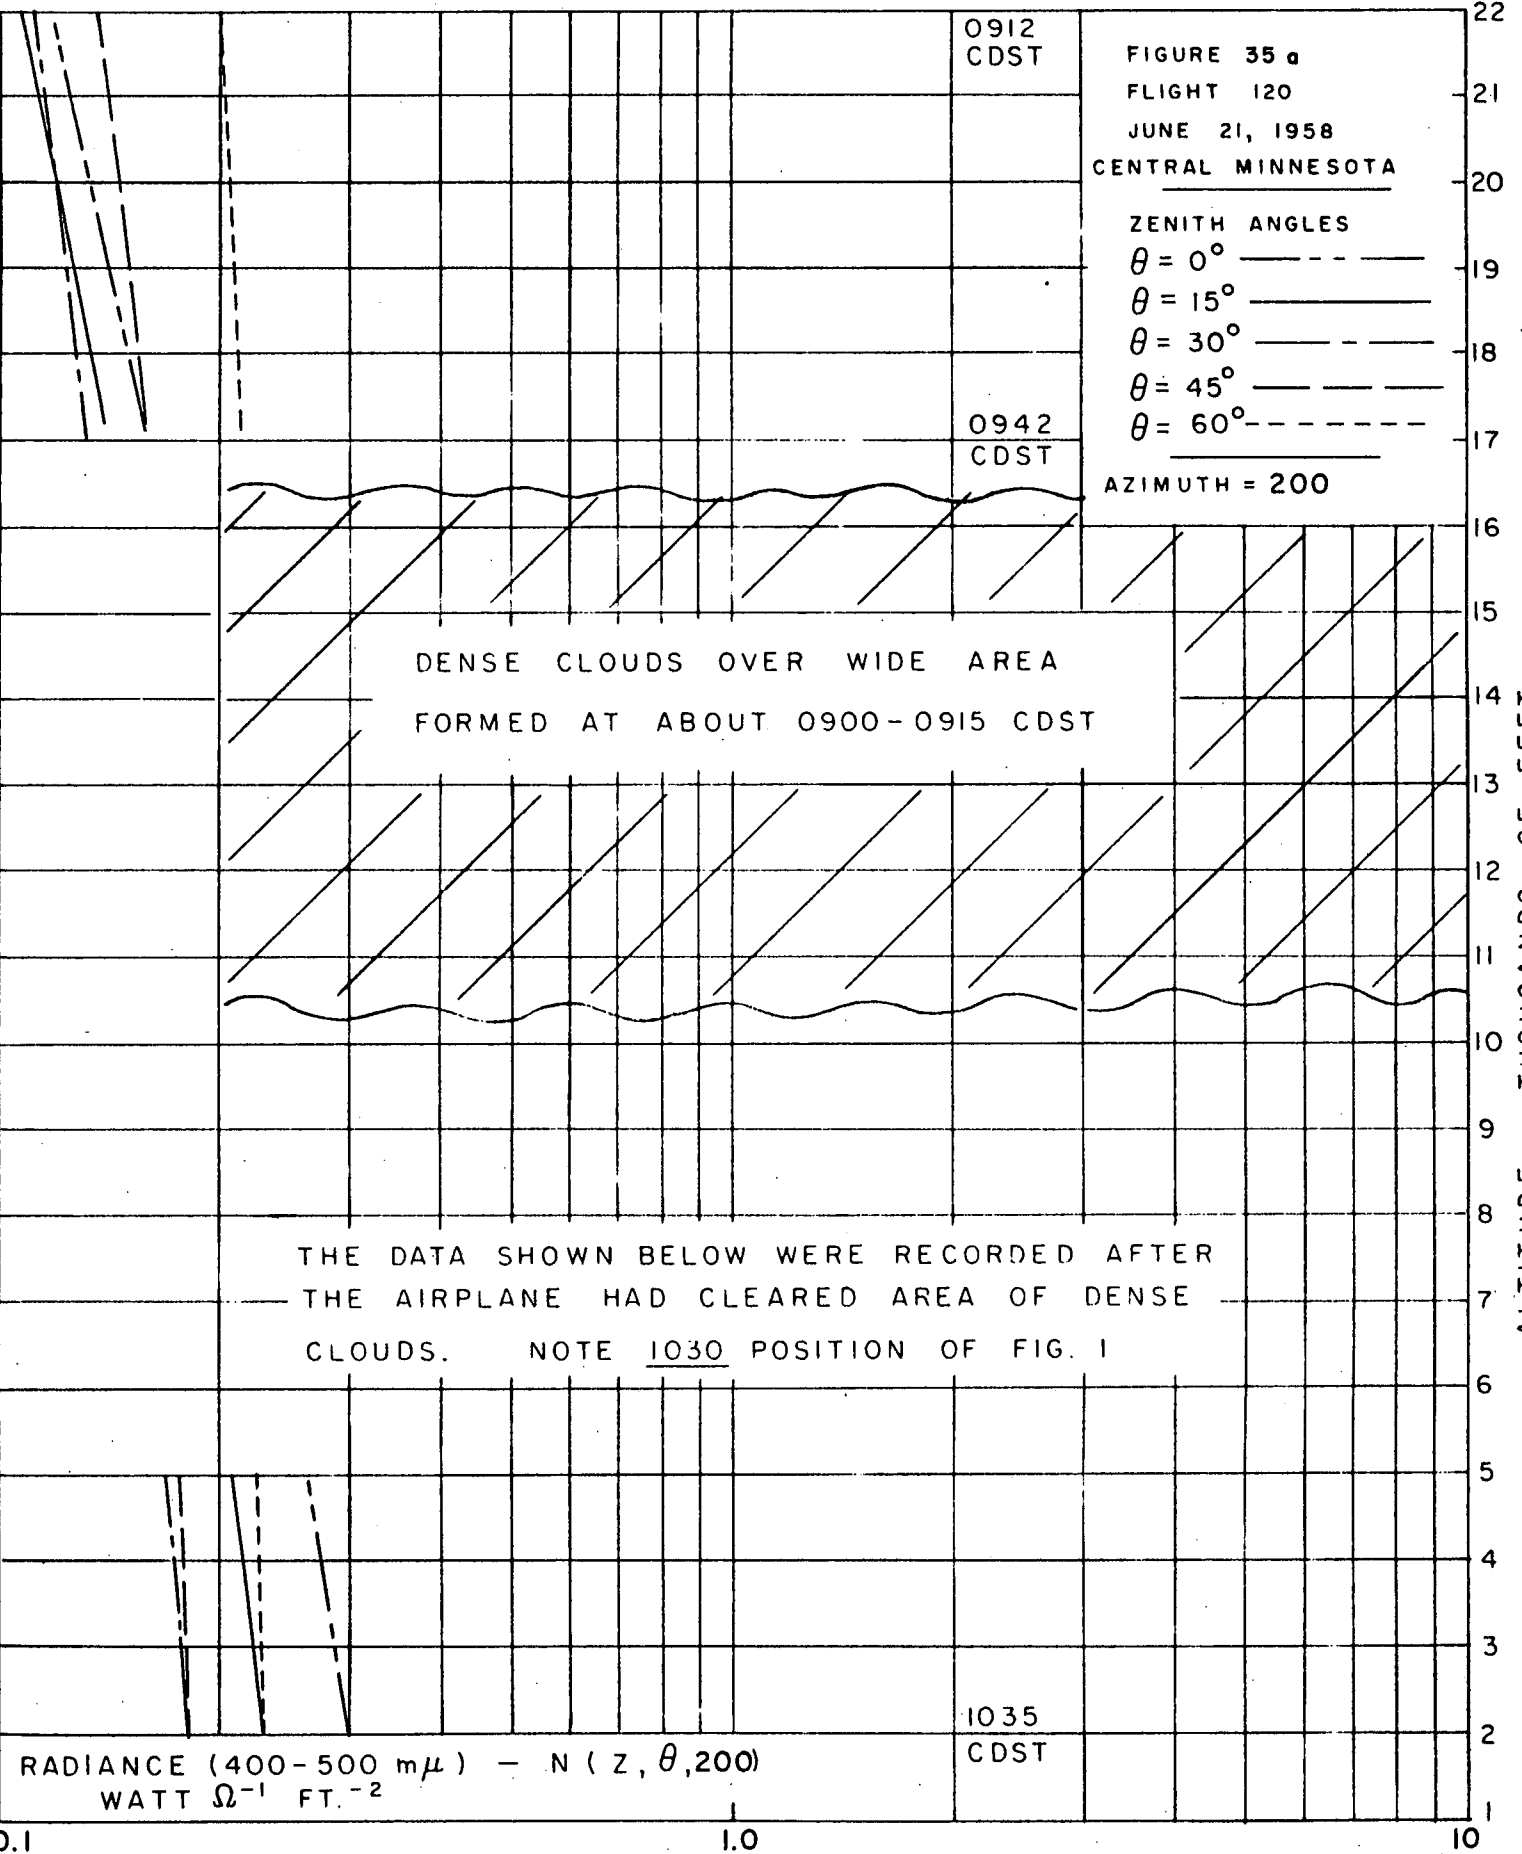 0912
CDST
FIGURE 35 a
FLIGHT 120
JUNE 21, 1958
CENTRAL MINNESOTA
ZENITH ANGLES
θ = 0°
θ = 15°
θ = 30°
θ = 45°
θ = 60°
AZIMUTH = 200
0942
CDST
DENSE CLOUDS OVER WIDE AREA
FORMED AT ABOUT 0900-0915 CDST
THE DATA SHOWN BELOW WERE RECORDED AFTER
THE AIRPLANE HAD CLEARED AREA OF DENSE
CLOUDS. NOTE 1030 POSITION OF FIG. 1
1035
CDST
RADIANCE (400-500 mμ) - N ( Z, θ,200)
WATT Ω⁻¹ FT.⁻²
0.1
1.0
10
22
21
20
19
18
17
16
15
14
13
12
11
10
9
8
7
6
5
4
3
2
1